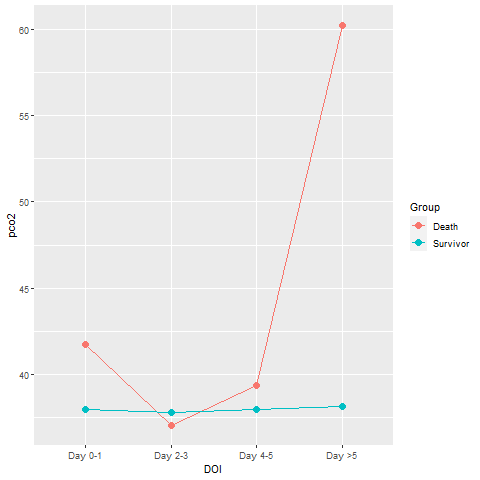 60
55
50
45
40
pco2
Day 0-1
Day 2-3
Day 4-5
Day >5
DOI
Group
Death
Survivor